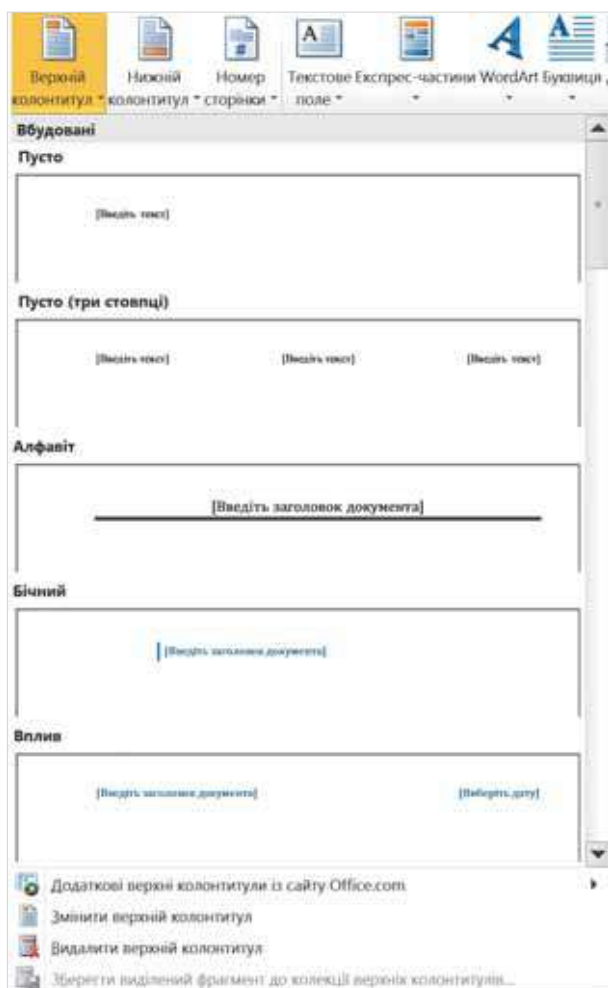 Верхній колонтитул
Нижній колонтитул
Номер сторінки
Текстове поле
Експрес-частини
WordArt
Буквиця
Вбудовані
Пусто
[Введіть текст]
Пусто (три стовпці)
[Введіть текст] [Введіть текст] [Введіть текст]
Алфавіт
[Введіть заголовок документа]
Бічний
[Введіть заголовок документа]
Вплив
[Введіть заголовок документа] [Виберіть дату]
Додаткові верхні колонтитули із сайту Office.com
Змінити верхній колонтитул
Видалити верхній колонтитул
Зберегти виділений фрагмент до колекції верхніх колонтитулів...